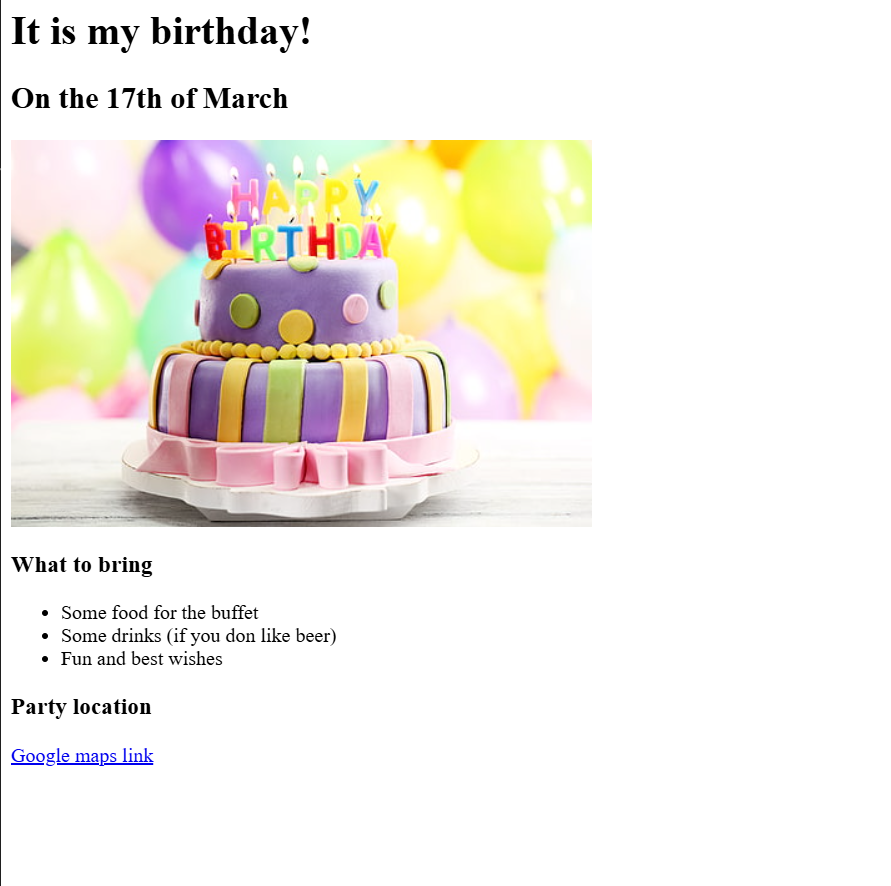 It is my birthday!
On the 17th of March
HAPPY
BIRTHDAY
What to bring
Some food for the buffet
Some drinks (if you don like beer)
Fun and best wishes
Party location
Google maps link